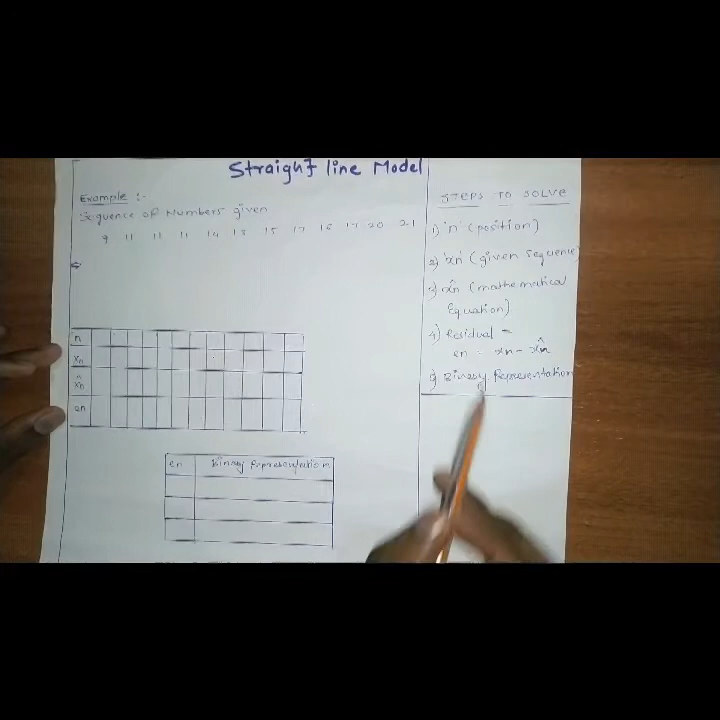 Straight line Model
Example :-
Sequence of Numbers given
9 11 11 11 14 13 15 17 16 17 20 21
n
xn
x̂n
en
en Binary Representation
STEPS TO SOLVE
1) 'n' (position)
2) 'xn' (given sequence)
3) x̂n (mathematical
Equation)
4) Residual =
en = xn - x̂n
5) Binary Representation